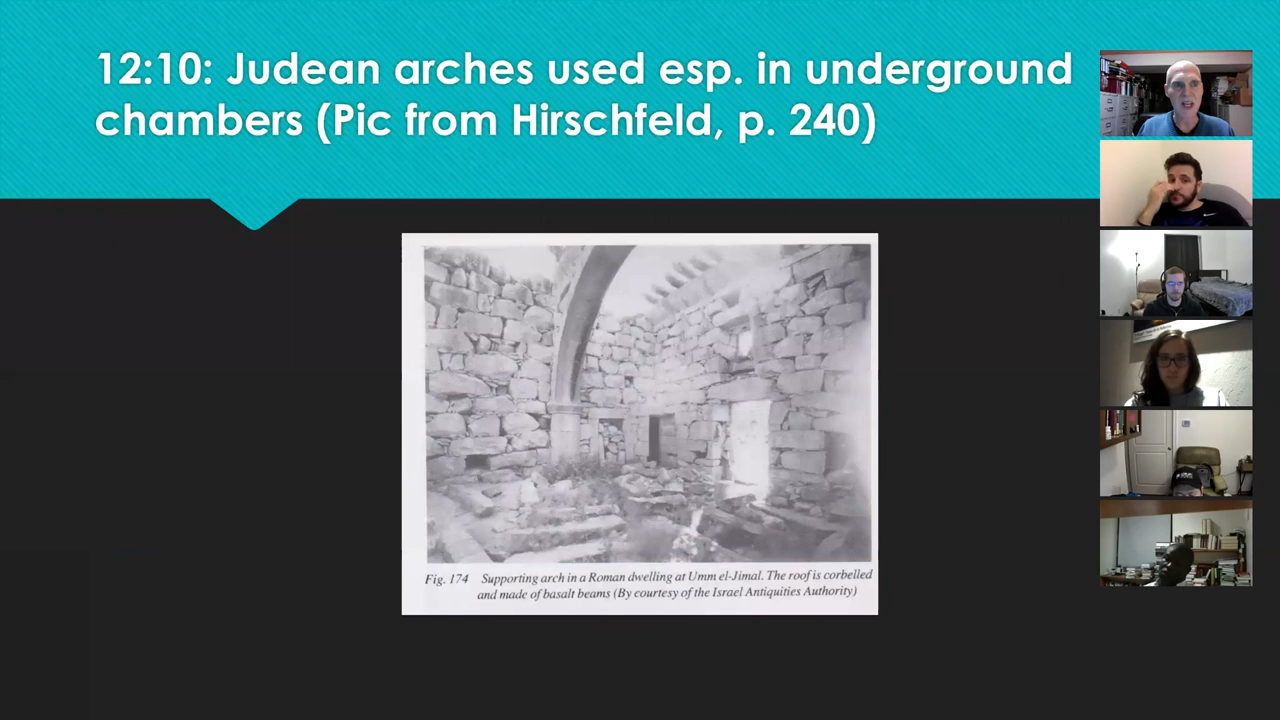 12:10: Judean arches used esp. in underground
chambers (Pic from Hirschfeld, p. 240)
Fig. 174 Supporting arch in a Roman dwelling at Umm el-Jimal. The roof is corbelled
and made of basalt beams (By courtesy of the Israel Antiquities Authority)